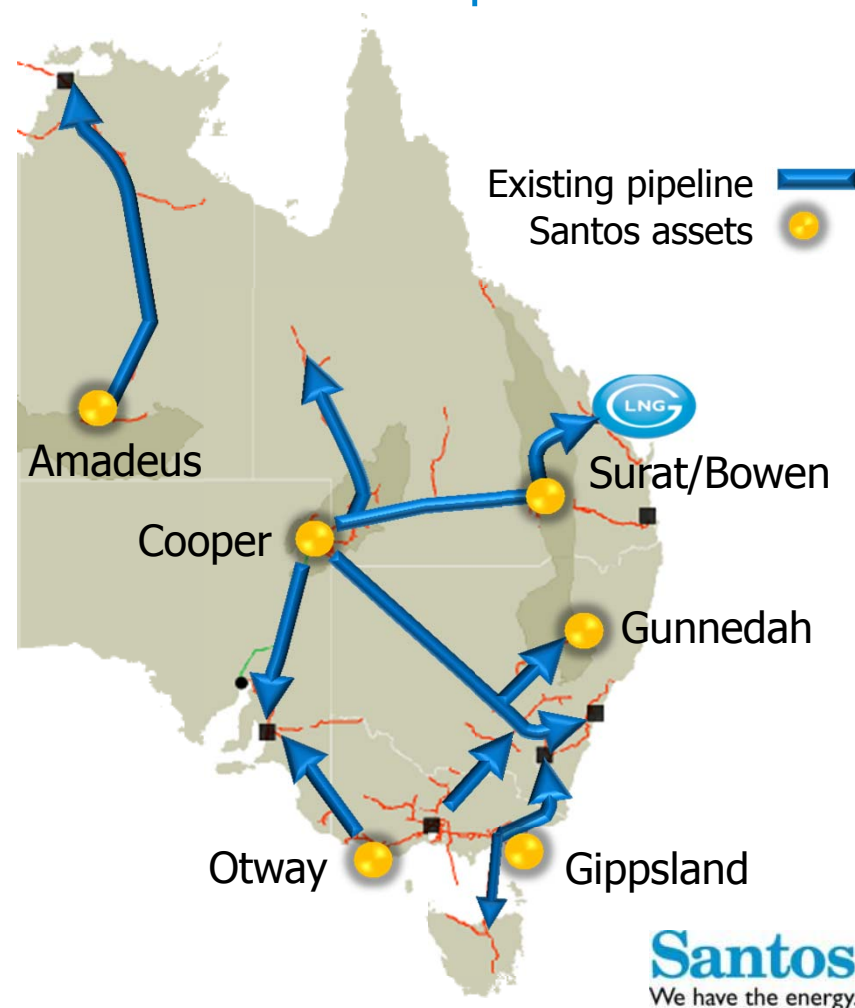 Existing pipeline
Santos assets
LNG
Amadeus
Surat/Bowen
Cooper
Gunnedah
Otway
Gippsland
Santos
We have the energy.